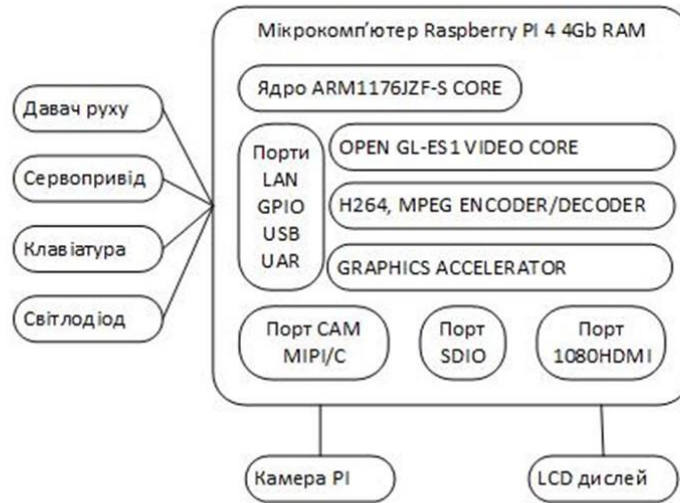 Мікрокомп'ютер Raspberry PI 4 4Gb RAM
Ядро ARM1176JZF-S CORE
Давач руху
Сервопривід
Клавіатура
Світлодіод
Порти
LAN
GPIO
USB
UAR
OPEN GL-ES1 VIDEO CORE
H264, MPEG ENCODER/DECODER
GRAPHICS ACCELERATOR
Порт CAM
MIPI/C
Порт
SDIO
Порт
1080HDMI
Камера PI
LCD дислей